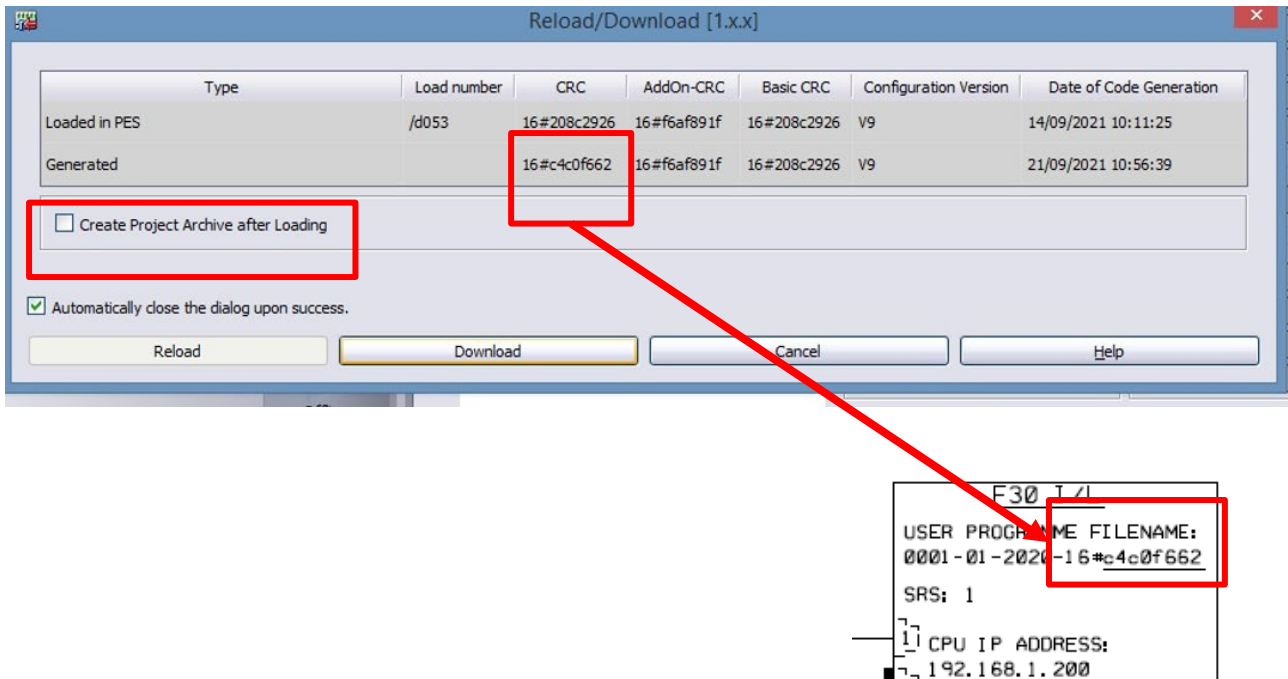 Reload/Download [1.x.x]
Type Load number CRC AddOn-CRC Basic CRC Configuration Version Date of Code Generation
Loaded in PES /d053 16#208c2926 16#f6af891f 16#208c2926 V9 14/09/2021 10:11:25
Generated 16#c4c0f662 16#f6af891f 16#208c2926 V9 21/09/2021 10:56:39
Create Project Archive after Loading
Automatically close the dialog upon success.
Reload Download Cancel Help
F30 I/L
USER PROGRAMME FILENAME:
0001-01-2020-16#c4c0f662
SRS: 1
1
CPU IP ADDRESS:
192.168.1.200